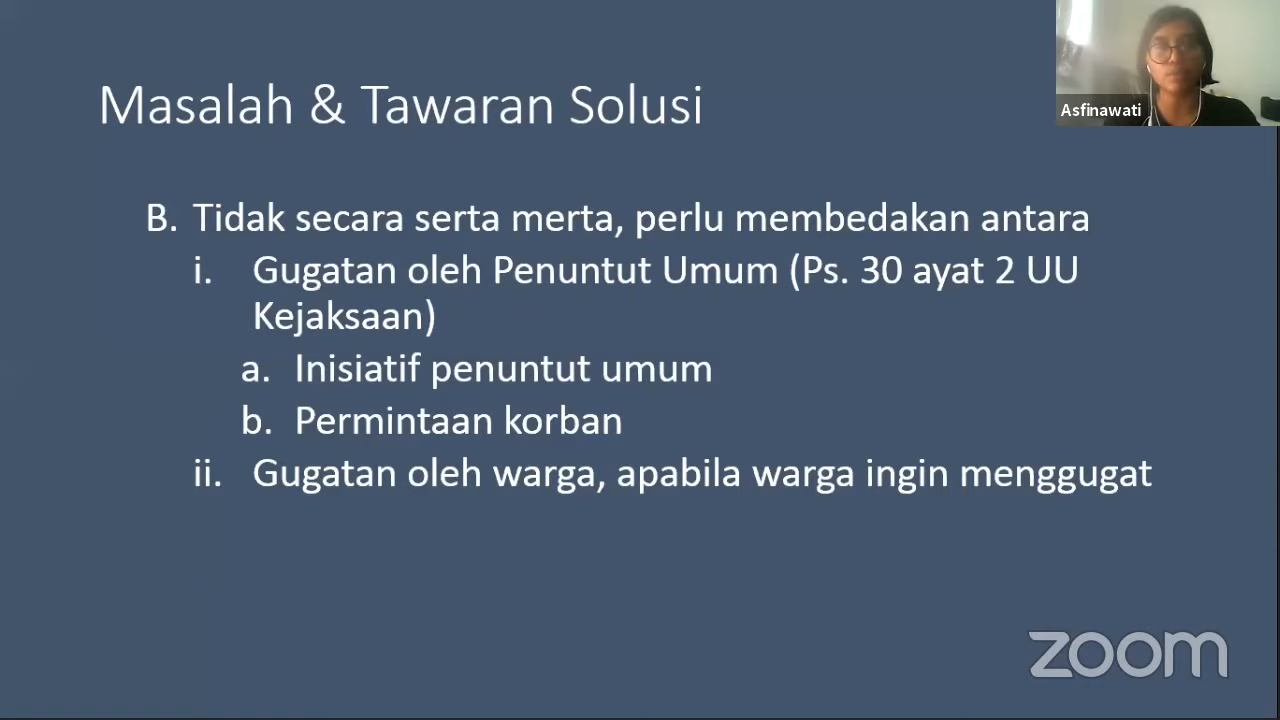 Masalah & Tawaran Solusi
Asfinawati
B. Tidak secara serta merta, perlu membedakan antara
i. Gugatan oleh Penuntut Umum (Ps. 30 ayat 2 UU
Kejaksaan)
a. Inisiatif penuntut umum
b. Permintaan korban
ii. Gugatan oleh warga, apabila warga ingin menggugat
zoom